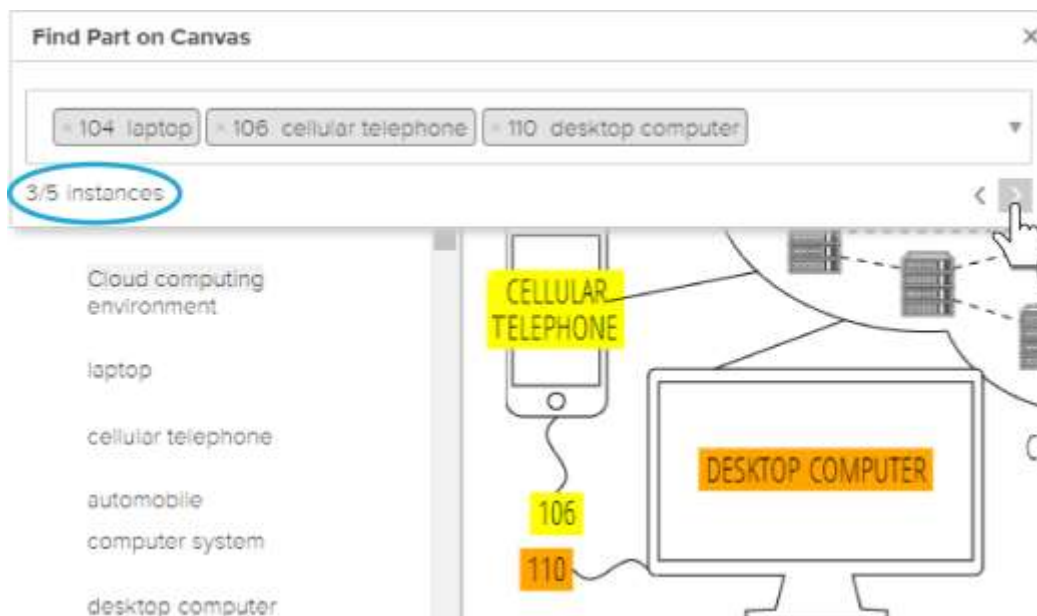 Find Part on Canvas
104 laptop 106 cellular telephone 110 desktop computer
3/5 instances
Cloud computing
environment
laptop
cellular telephone
automobile
computer system
desktop computer
CELLULAR
TELEPHONE
DESKTOP COMPUTER
106
110